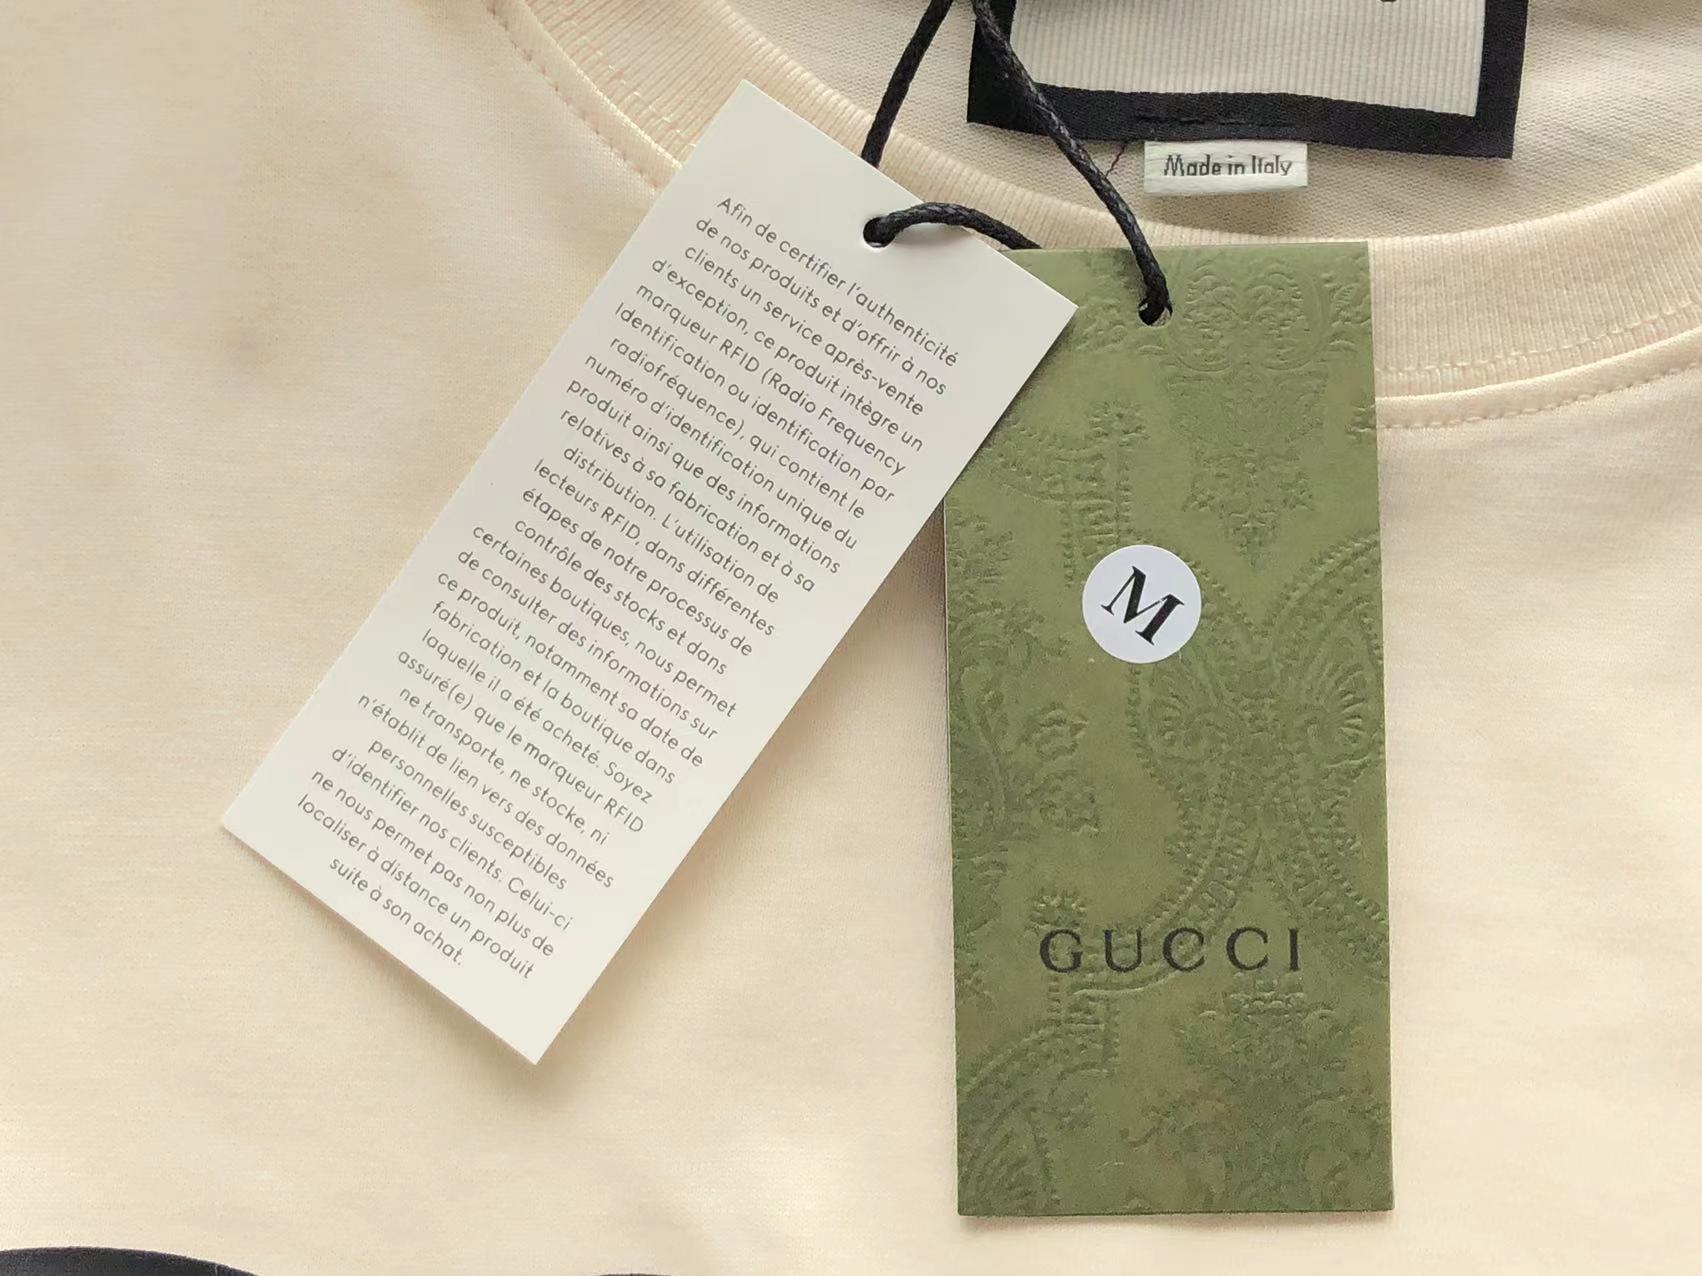 Made in Italy
Afin de certifier l'authenticité
de nos produits et d'offrir à nos
clients un service après-vente
d'exception, ce produit intègre un
marqueur RFID (Radio Frequency
Identification ou identification par
radiofréquence), qui contient le
numéro d'identification unique du
produit ainsi que des informations
relatives à sa fabrication et à sa
distribution. L'utilisation de
lecteurs RFID, dans différentes
étapes de notre processus de
contrôle des stocks et dans
certaines boutiques, nous permet
de consulter des informations sur
ce produit, notamment sa date de
fabrication et la boutique dans
laquelle il a été acheté. Soyez
assuré(e) que le marqueur RFID
ne transporte, ne stocke, ni
n'établit de lien vers des données
personnelles susceptibles
d'identifier nos clients. Celui-ci
ne nous permet pas non plus de
localiser à distance un produit
suite à son achat.
M
GUCCI